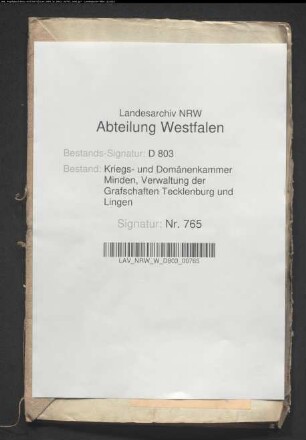 Landesarchiv NRW
Abteilung Westfalen
Bestands-Signatur: D 803
Bestand: Kriegs- und Domänenkammer
Minden, Verwaltung der
Grafschaften Tecklenburg und
Lingen
Signatur: Nr. 765
LAV_NRW_W_D803_00765